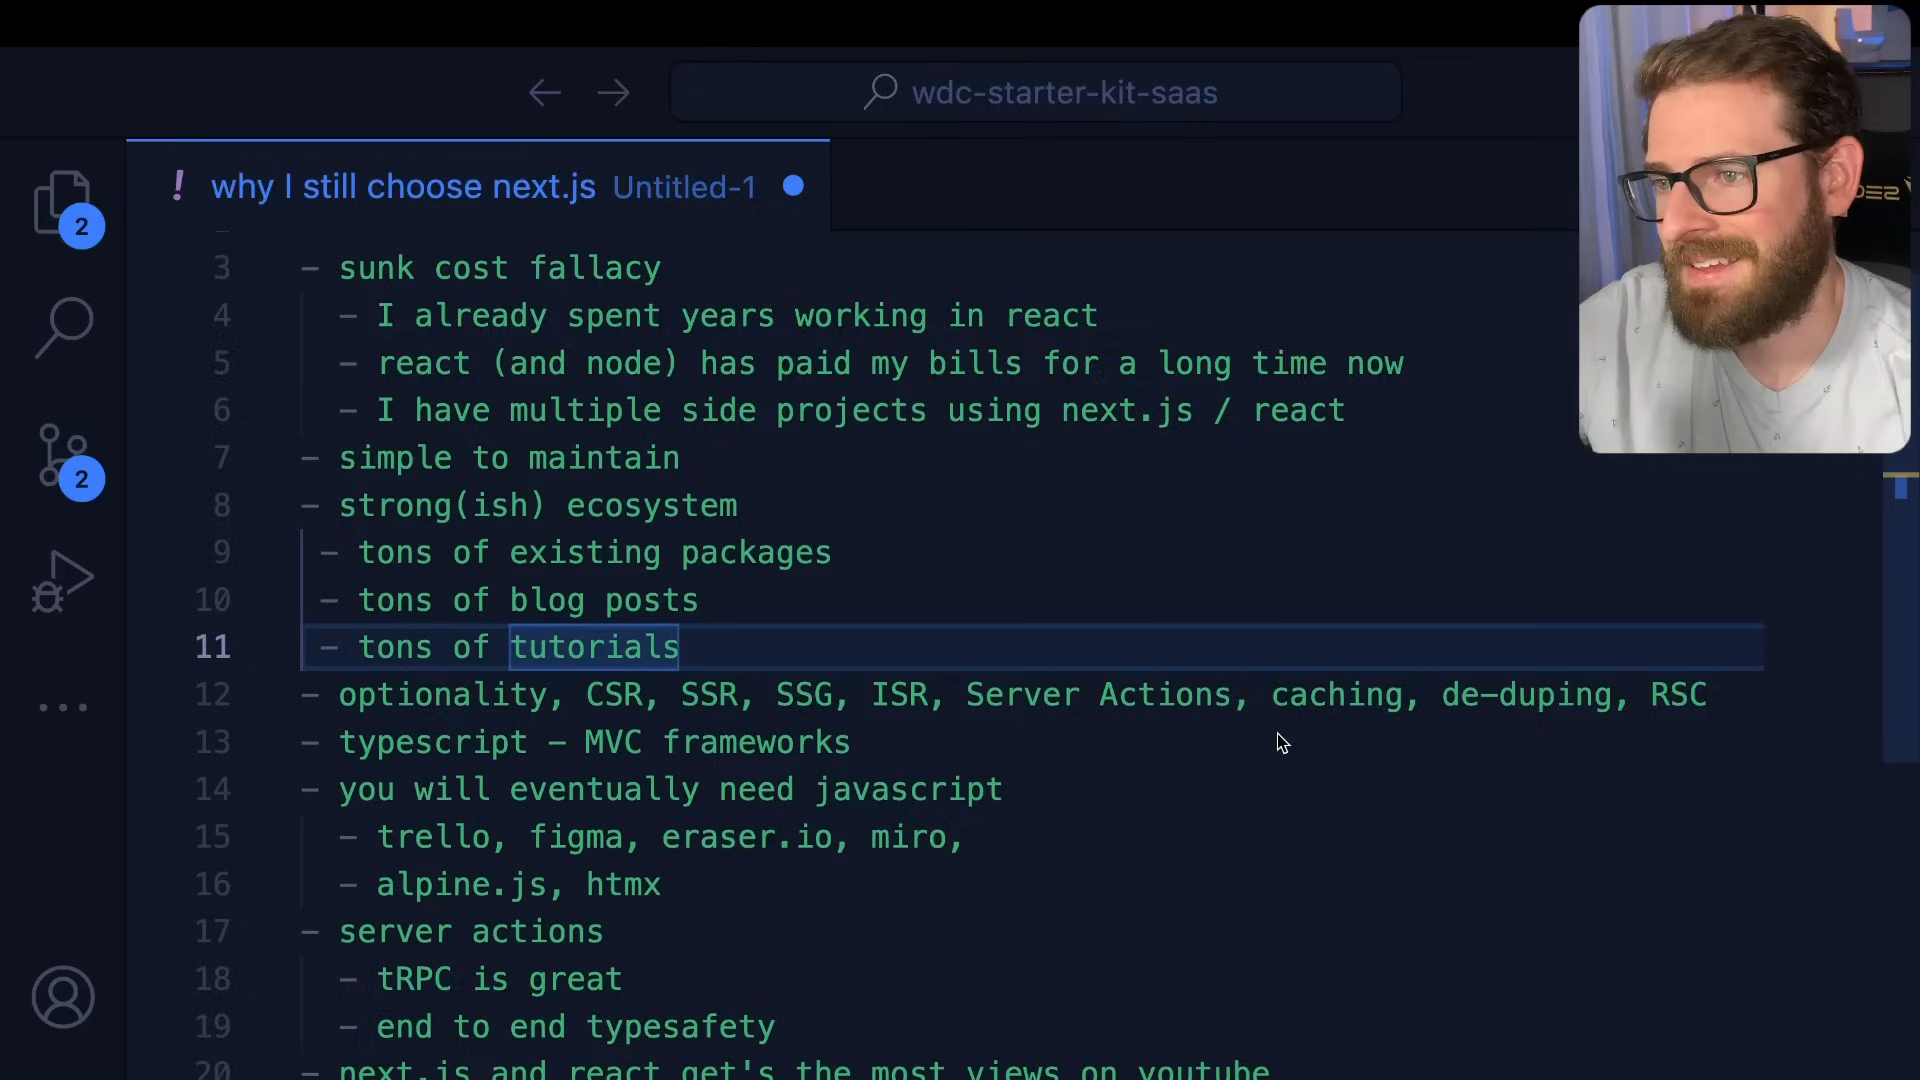 wdc-starter-kit-saas
! why I still choose next.js Untitled-1
2
3 - sunk cost fallacy
4 - I already spent years working in react
5 - react (and node) has paid my bills for a long time now
6 - I have multiple side projects using next.js / react
7 - simple to maintain
8 - strong(ish) ecosystem
9 - tons of existing packages
10 - tons of blog posts
11 - tons of tutorials
12 - optionality, CSR, SSR, SSG, ISR, Server Actions, caching, de-duping, RSC
13 - typescript - MVC frameworks
14 - you will eventually need javascript
15 - trello, figma, eraser.io, miro,
16 - alpine.js, htmx
17 - server actions
18 - tRPC is great
19 - end to end typesafety
20 - next.js and react get's the most views on youtube
2